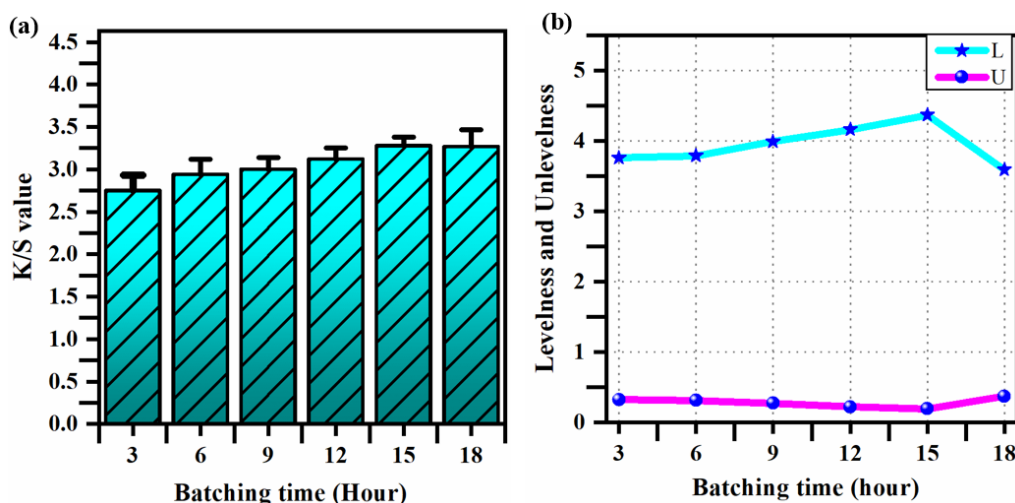 (a)
K/S value
4.5
4.0
3.5
3.0
2.5
2.0
1.5
1.0
0.5
0.0
3 6 9 12 15 18
Batching time (Hour)
(b)
Levelness and Unlevelness
L
U
5
4
3
2
1
0
3 6 9 12 15 18
Batching time (hour)